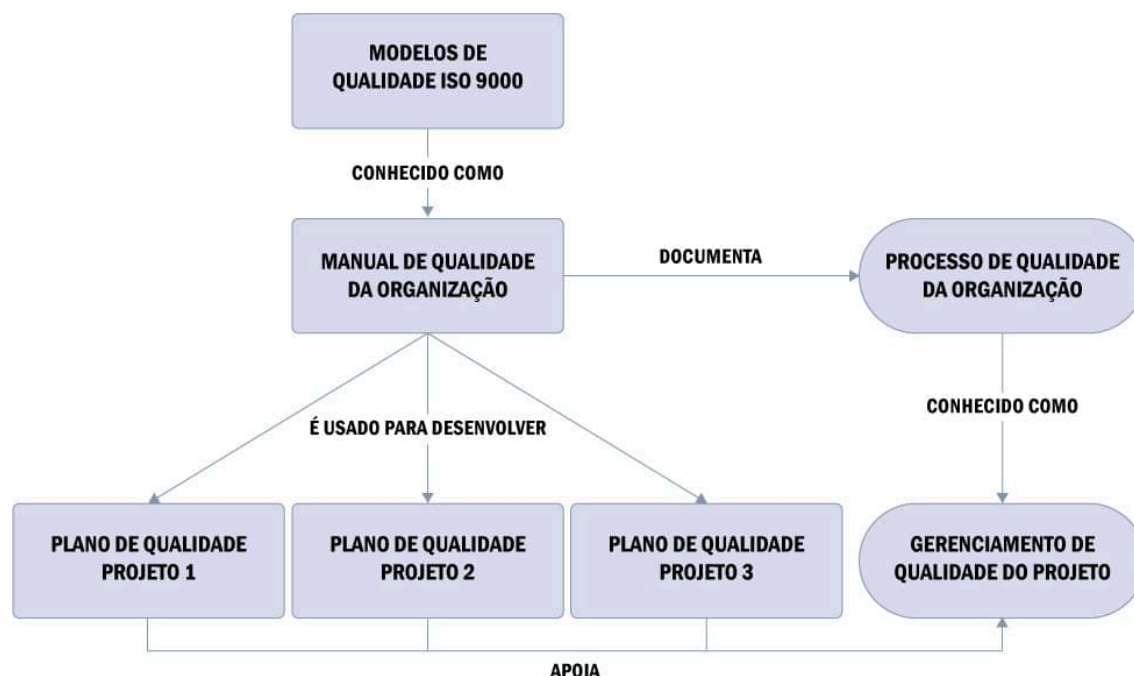 MODELOS DE
QUALIDADE ISO 9000
CONHECIDO COMO
MANUAL DE QUALIDADE
DA ORGANIZAÇÃO
DOCUMENTA
PROCESSO DE QUALIDADE
DA ORGANIZAÇÃO
É USADO PARA DESENVOLVER
CONHECIDO COMO
PLANO DE QUALIDADE
PROJETO 1
PLANO DE QUALIDADE
PROJETO 2
PLANO DE QUALIDADE
PROJETO 3
GERENCIAMENTO DE
QUALIDADE DO PROJETO
APOIA